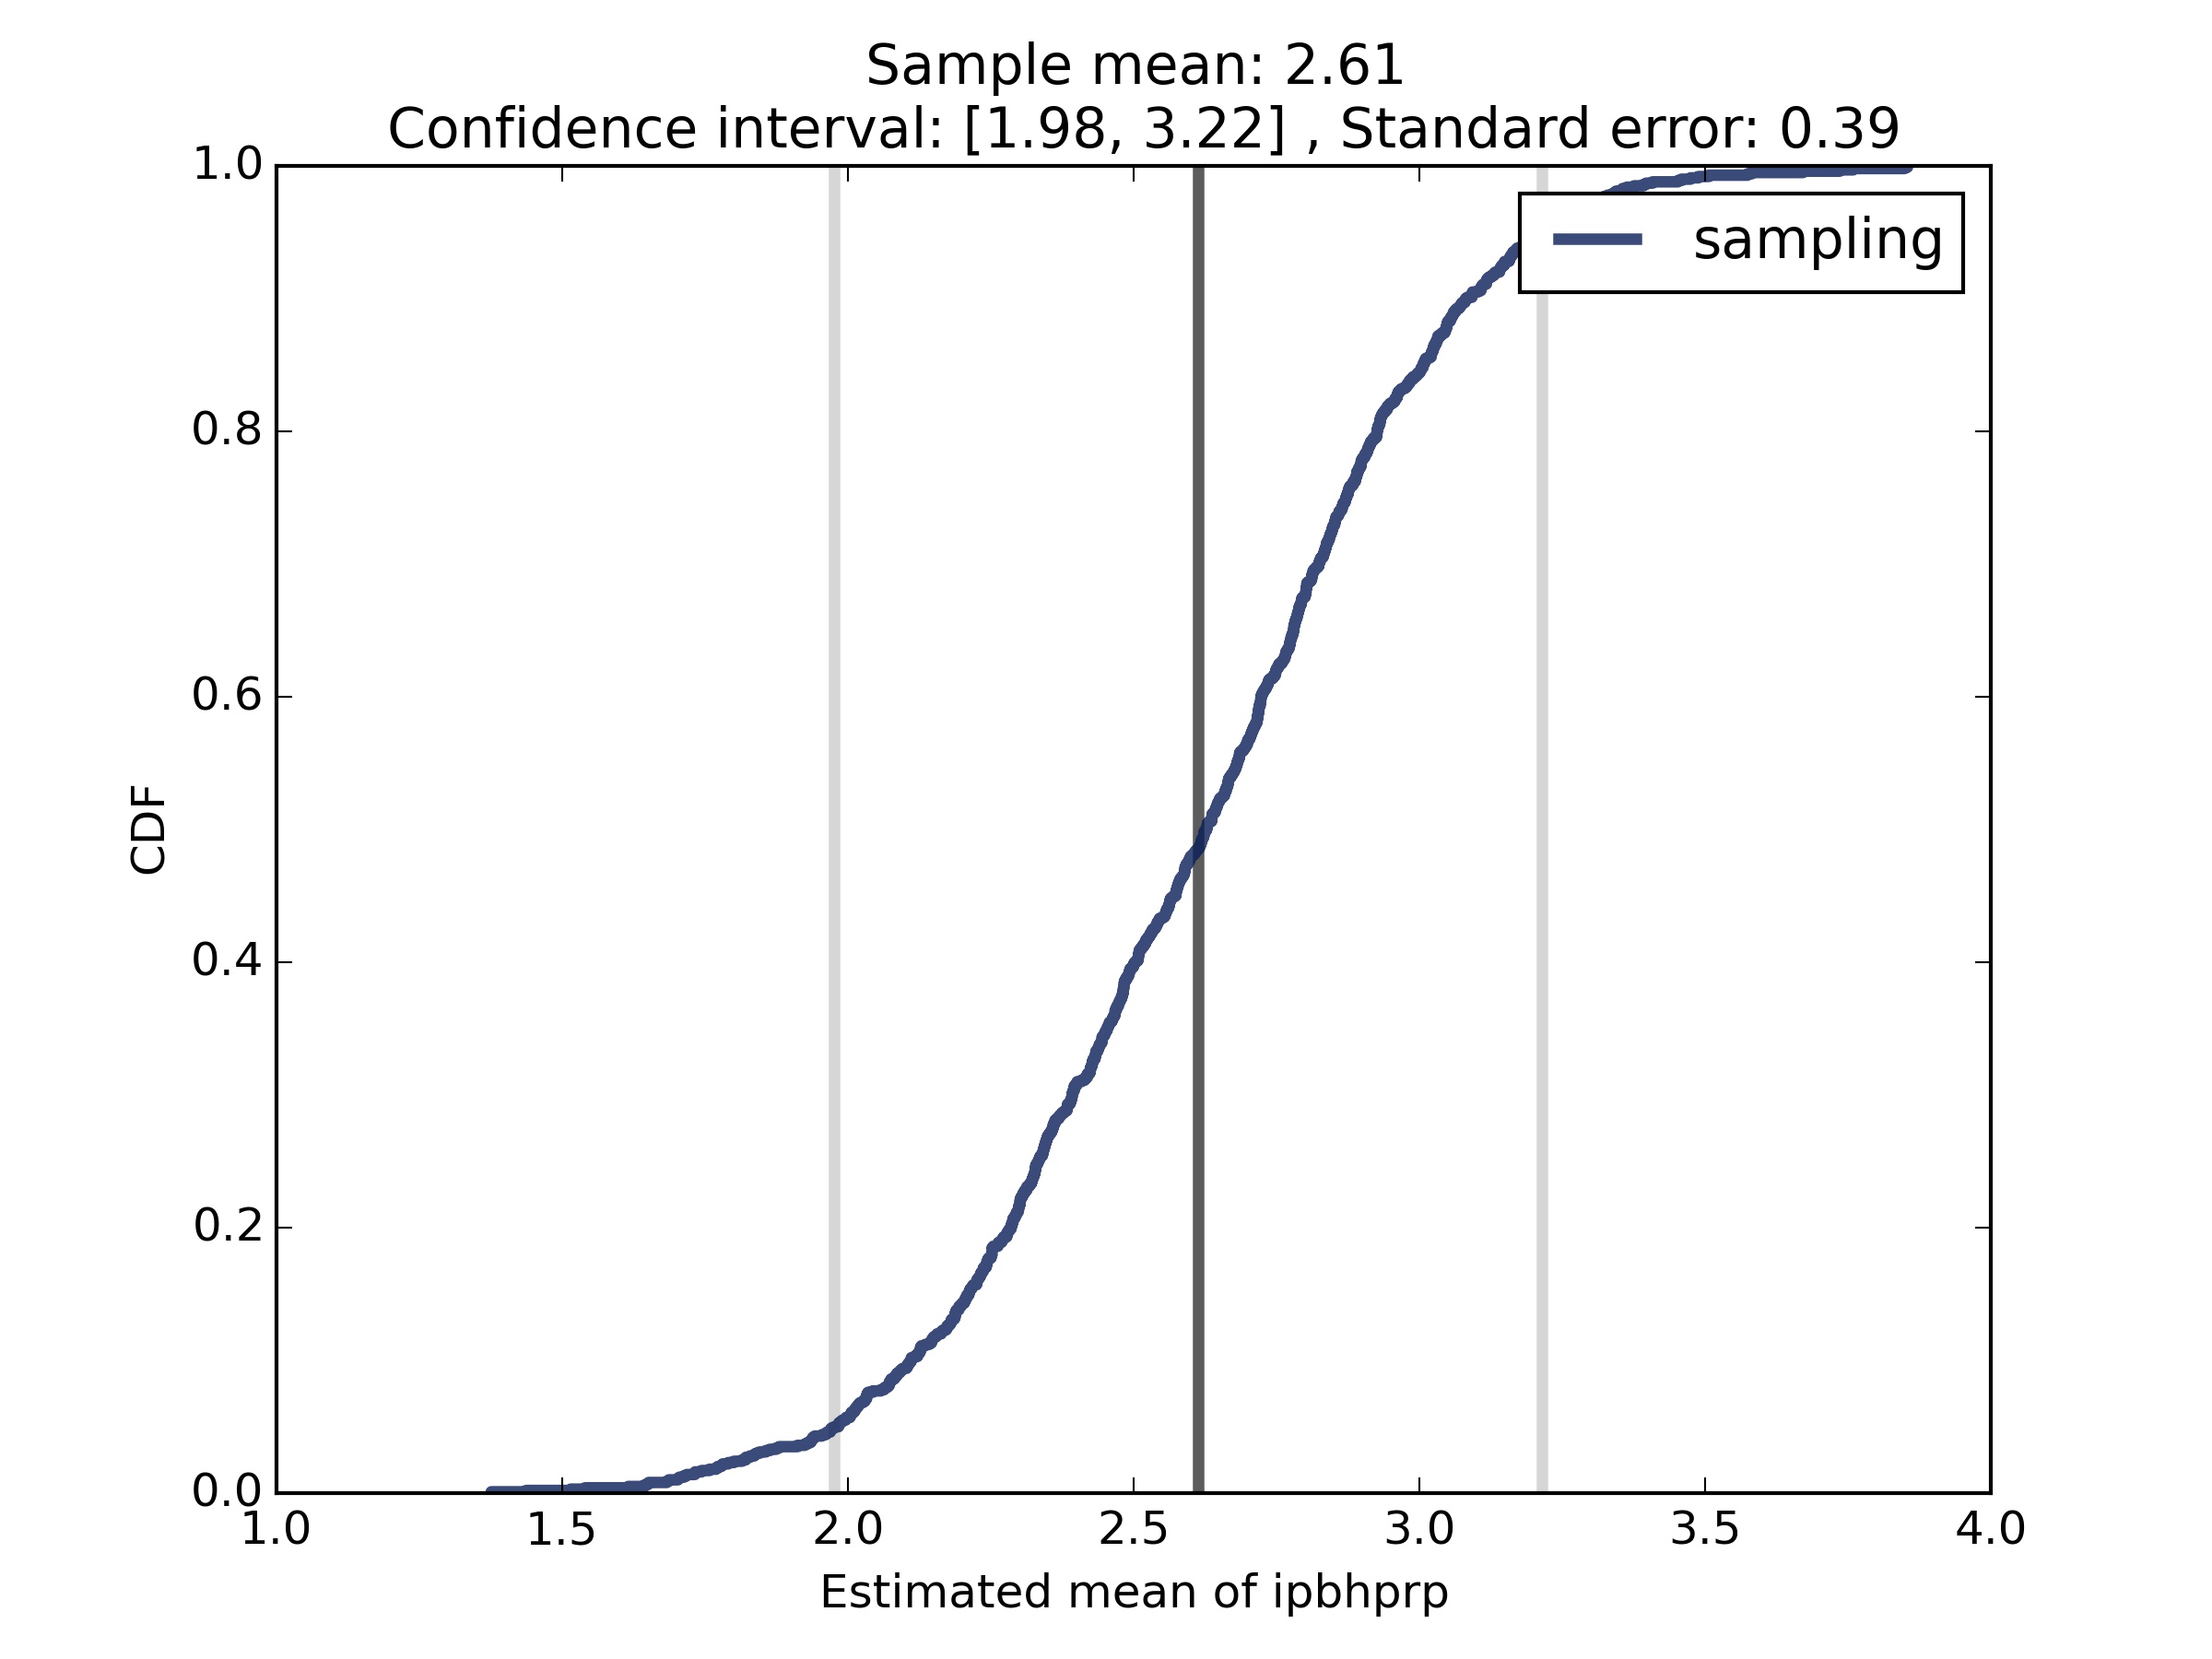 Sample mean: 2.61
Confidence interval: [1.98, 3.22] , Standard error: 0.39
1.0
0.8
0.6
0.4
0.2
0.0
CDF
sampling
1.0 1.5 2.0 2.5 3.0 3.5 4.0
Estimated mean of ipbhprp